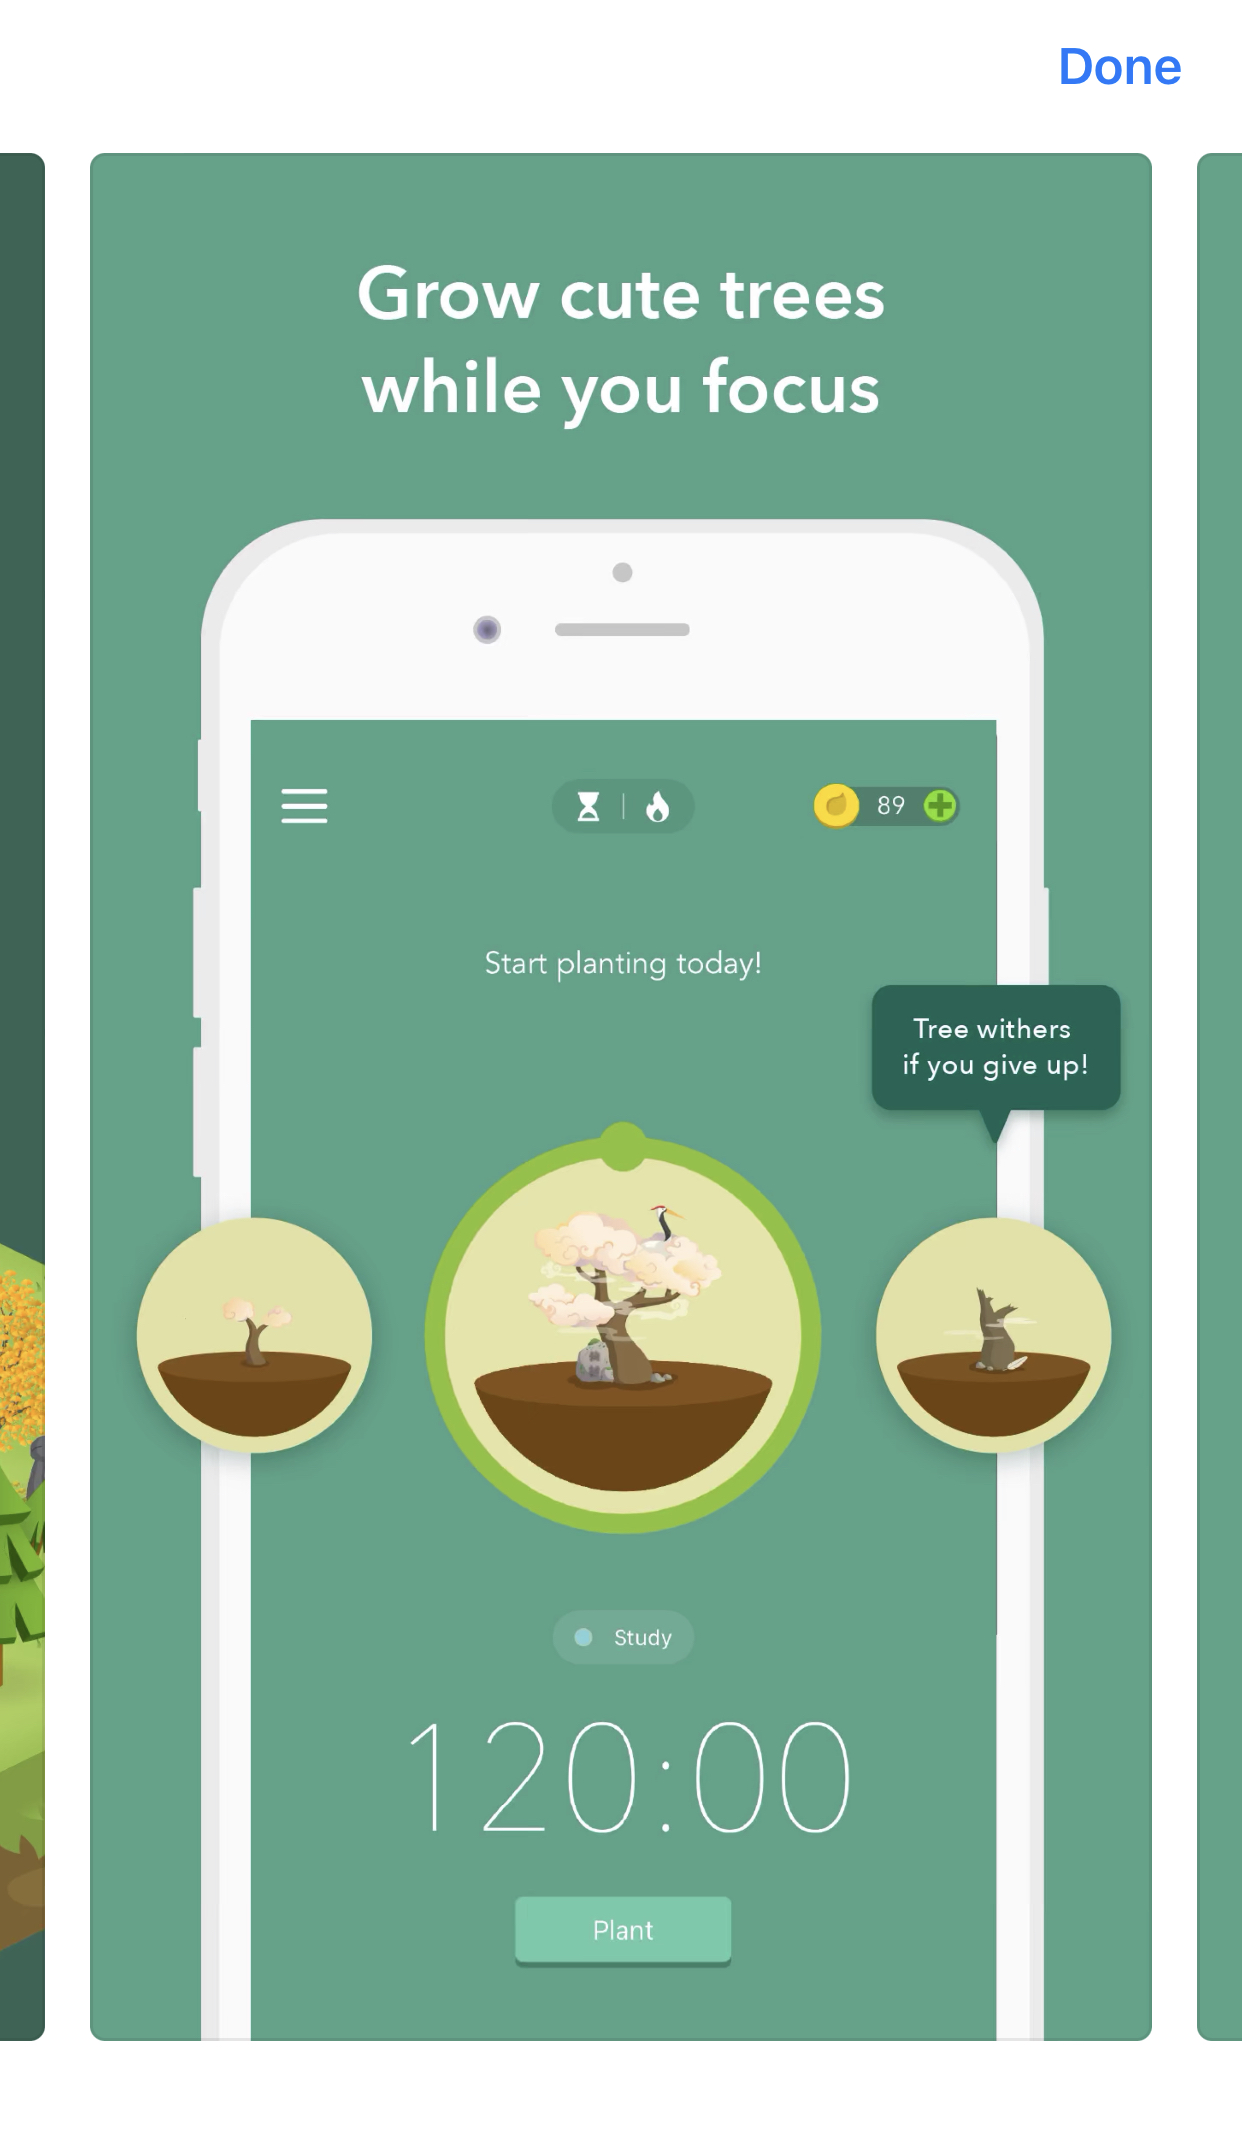 Done
Grow cute trees
while you focus
89
Start planting today!
Tree withers
if you give up!
Study
120:00
Plant